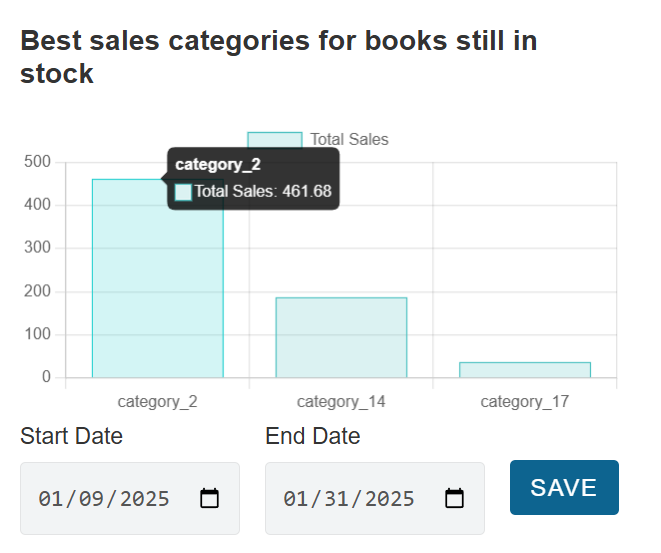 Best sales categories for books still in
stock
Total Sales
category_2
Total Sales: 461.68
500
400
300
200
100
0
category_2 category_14 category_17
Start Date End Date
01/09/2025 01/31/2025 SAVE